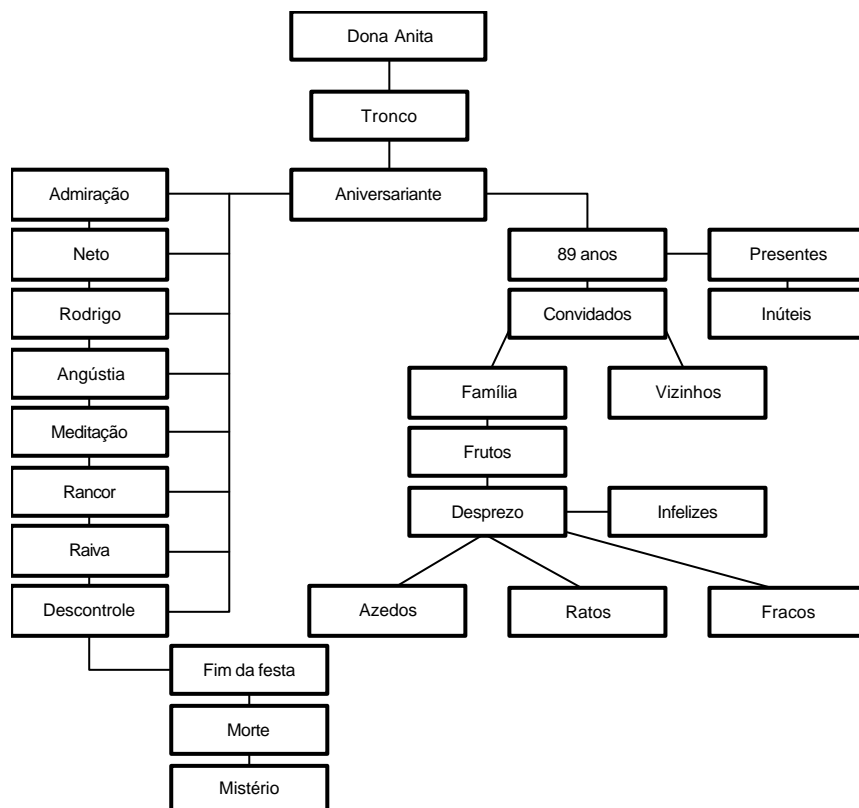 Dona Anita
Tronco
Aniversariante
Admiração
Neto
Rodrigo
Angústia
Meditação
Rancor
Raiva
Descontrole
Fim da festa
Morte
Mistério
89 anos
Presentes
Convidados
Inúteis
Família
Vizinhos
Frutos
Desprezo
Infelizes
Azedos
Ratos
Fracos